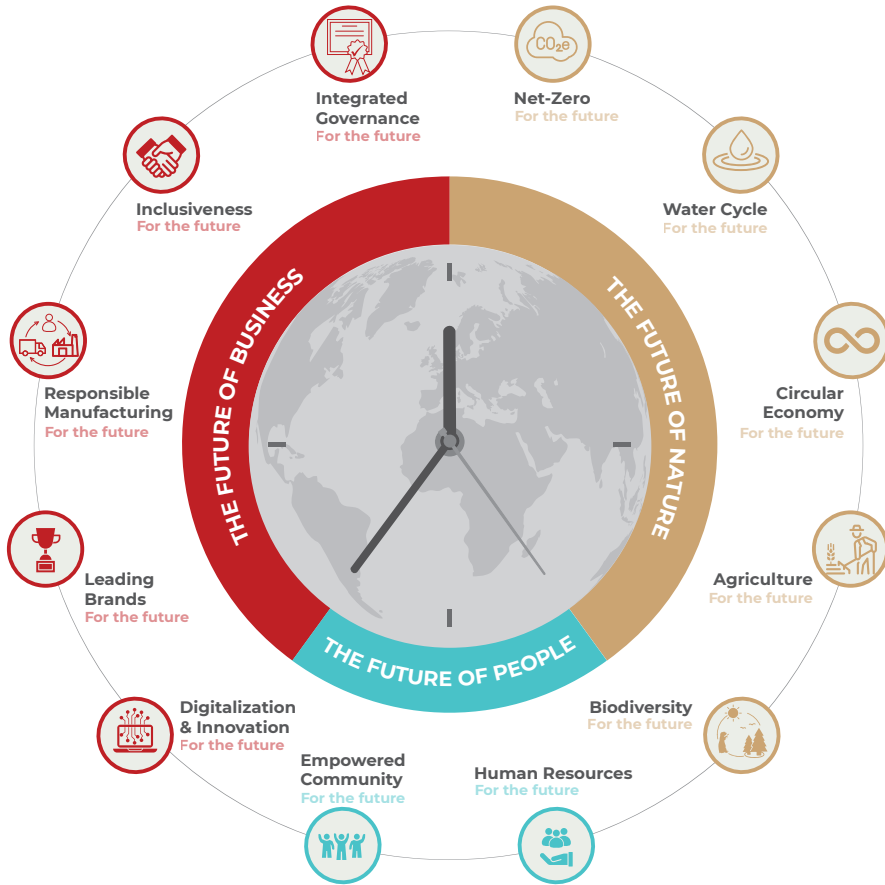 CO₂e
Integrated
Governance
For the future
Net-Zero
For the future
Inclusiveness
For the future
Water Cycle
For the future
THE FUTURE OF BUSINESS
THE FUTURE OF NATURE
THE FUTURE OF PEOPLE
Responsible
Manufacturing
For the future
Circular
Economy
For the future
Leading
Brands
For the future
Agriculture
For the future
Digitalization
& Innovation
For the future
Biodiversity
For the future
Empowered
Community
For the future
Human Resources
For the future